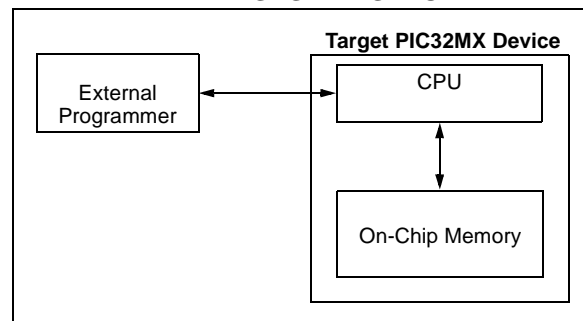 Target PIC32MX Device
CPU
External
Programmer
On-Chip Memory